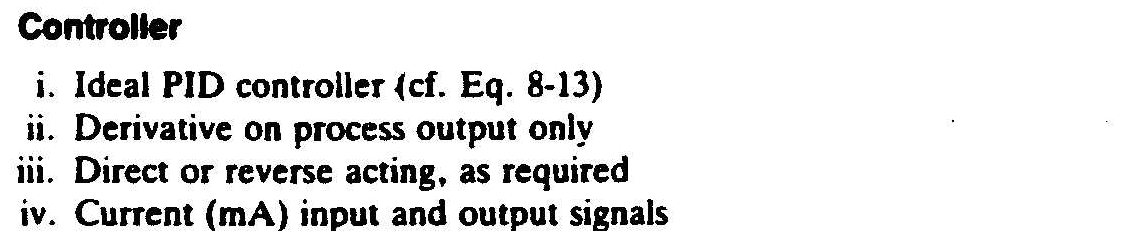 Controller
i. Ideal PID controller (cf. Eq. 8-13)
ii. Derivative on process output only
iii. Direct or reverse acting, as required
iv. Current (mA) input and output signals